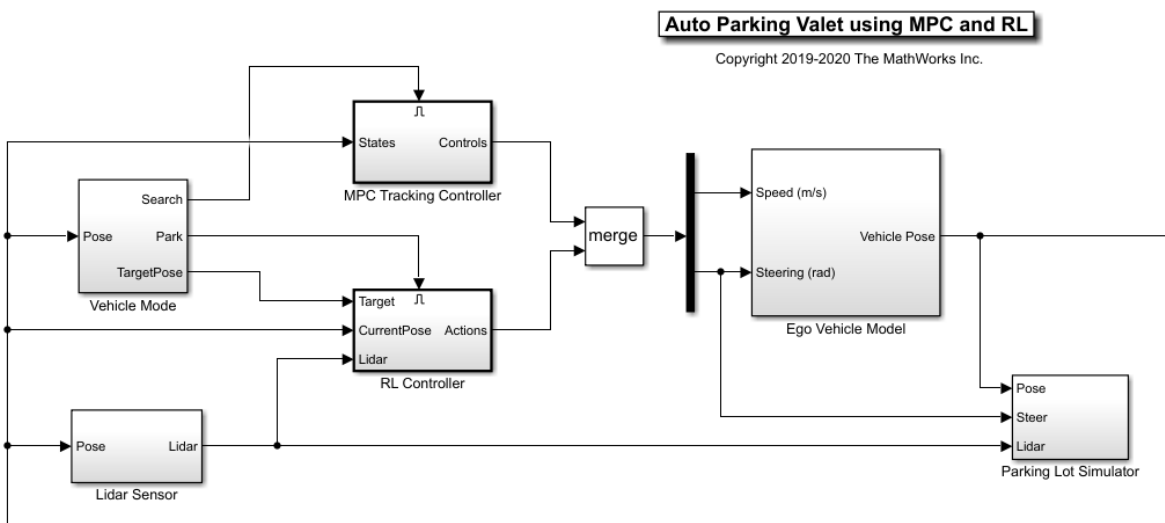 Auto Parking Valet using MPC and RL
Copyright 2019-2020 The MathWorks Inc.
States
Controls
MPC Tracking Controller
Search
Pose
Park
TargetPose
Vehicle Mode
Target
CurrentPose
Actions
Lidar
RL Controller
merge
Speed (m/s)
Vehicle Pose
Steering (rad)
Ego Vehicle Model
Pose
Lidar
Lidar Sensor
Pose
Steer
Lidar
Parking Lot Simulator